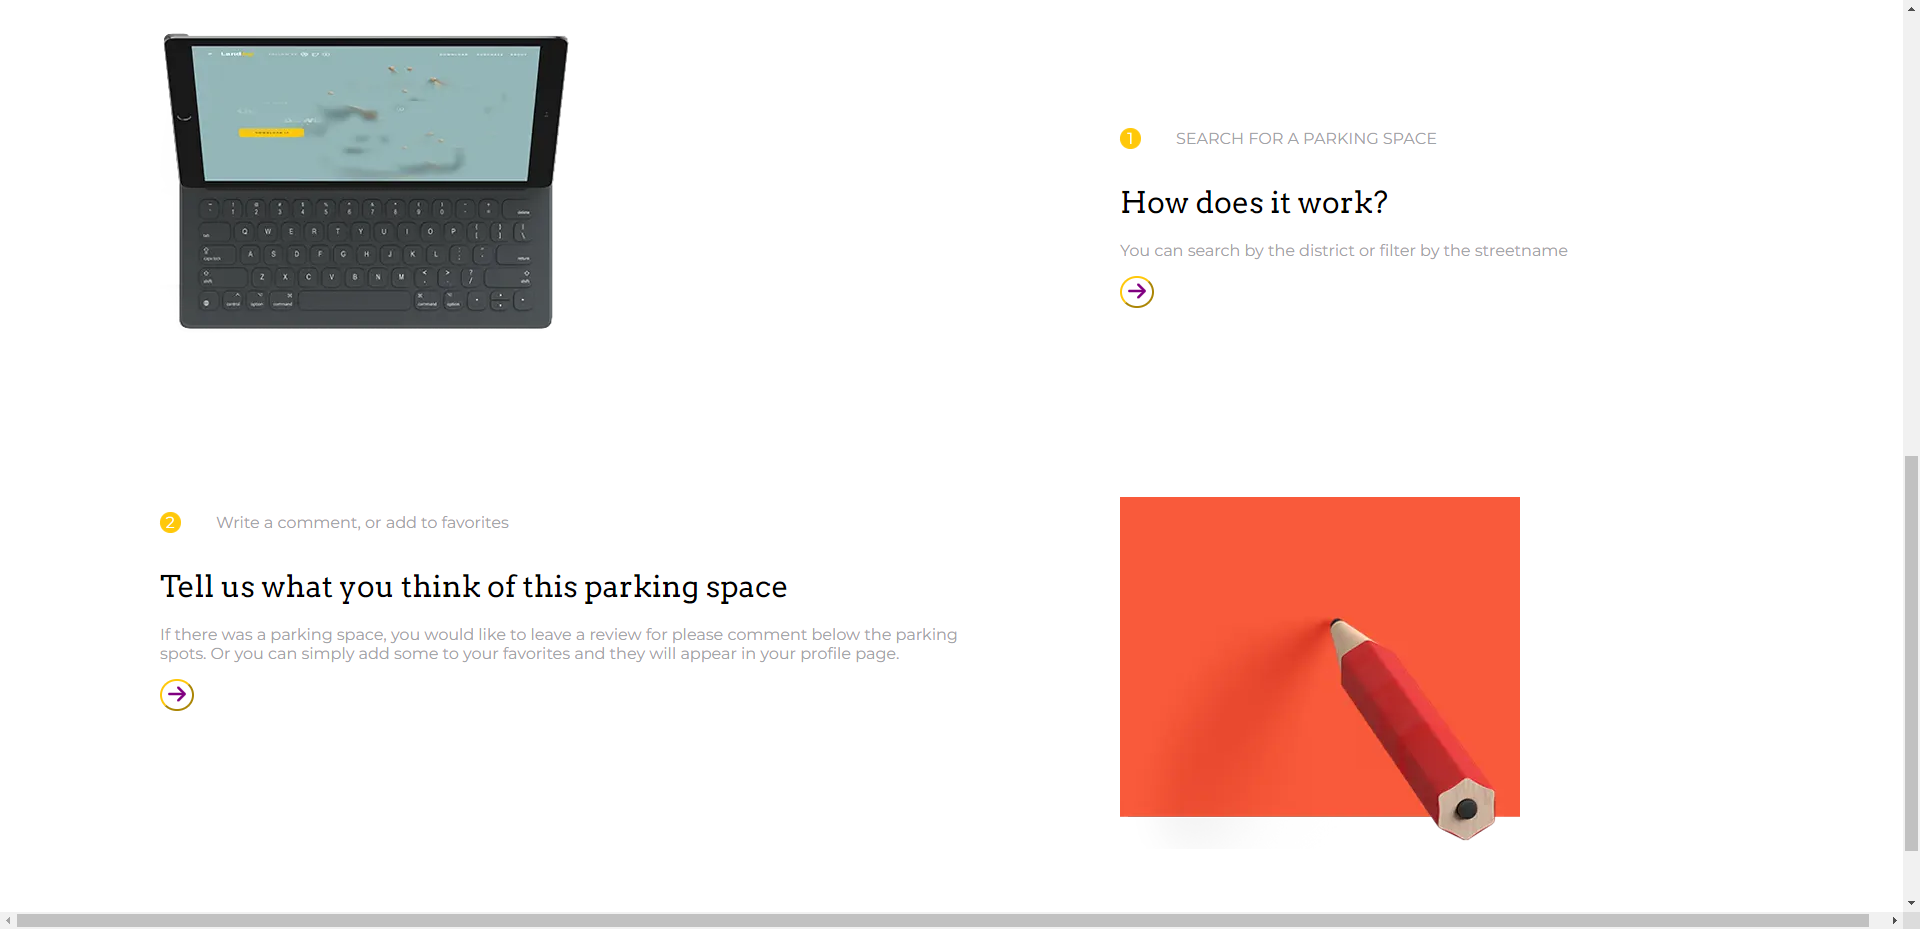 1 SEARCH FOR A PARKING SPACE
How does it work?
You can search by the district or filter by the streetname
2 Write a comment, or add to favorites
Tell us what you think of this parking space
If there was a parking space, you would like to leave a review for please comment below the parking
spots. Or you can simply add some to your favorites and they will appear in your profile page.